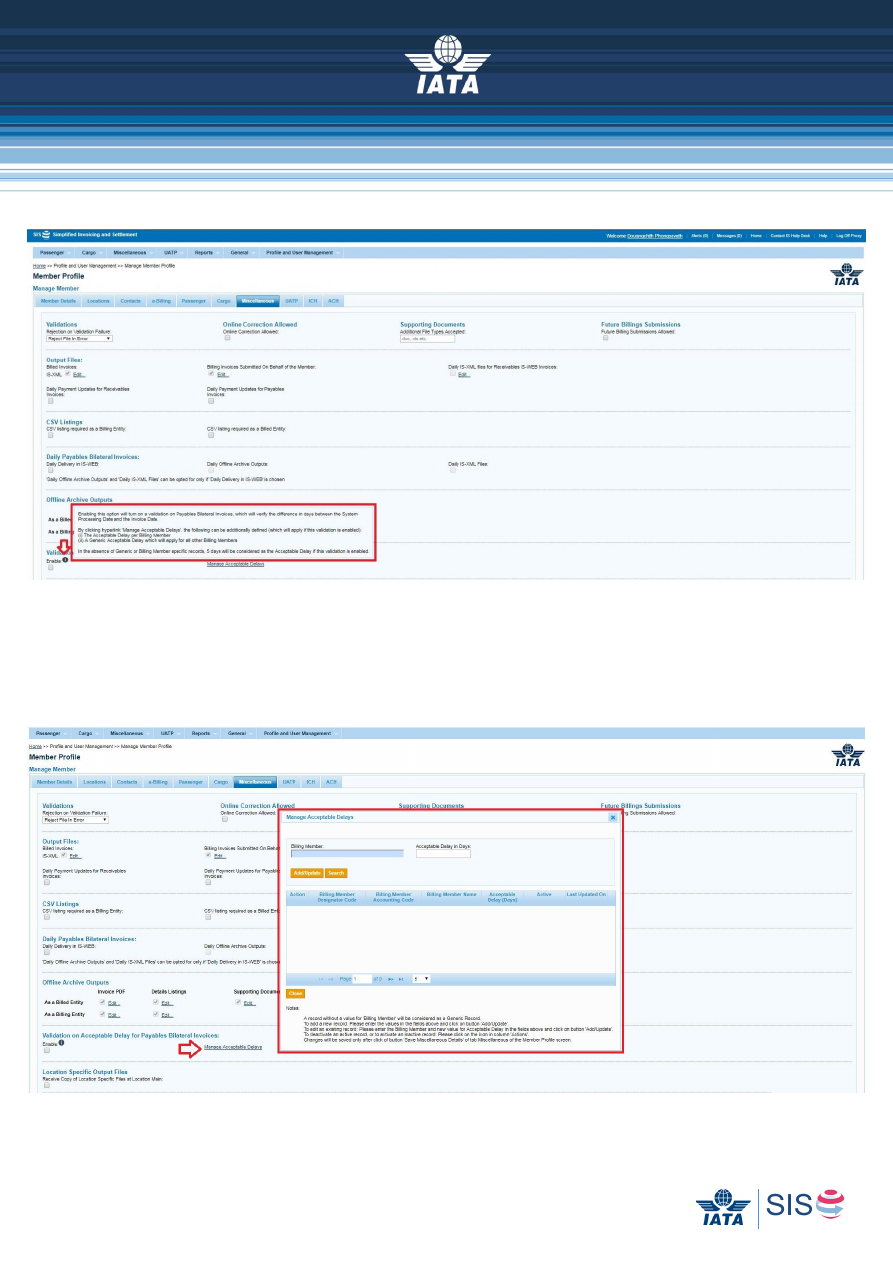 IATA
SIS Simplified Invoicing and Settlement
Welcome Douangchith Phongsavath | Alerts (0) | Messages (0) | Home | Contact IS Help Desk | Help | Log Off Proxy
Passenger Cargo Miscellaneous UATP Reports General Profile and User Management
Home >> Profile and User Management >> Manage Member Profile
Member Profile
IATA
Manage Member
Member Details Locations Contacts e-Billing Passenger Cargo Miscellaneous UATP ICH ACH
Validations Online Correction Allowed Supporting Documents Future Billings Submissions
Rejection on Validation Failure: Online Correction Allowed: Additional File Types Accepted: Future Billing Submissions Allowed:
Reject File In Error
Output Files:
Billed Invoices: Billing Invoices Submitted On Behalf of the Member: Daily IS-XML files for Receivables IS-WEB Invoices:
IS-XML Edit... Edit... Edit...
Daily Payment Updates for Receivables Daily Payment Updates for Payables
Invoices: Invoices:
CSV Listings
CSV listing required as a Billing Entity: CSV listing required as a Billed Entity:
Daily Payables Bilateral Invoices:
Daily Delivery in IS-WEB: Daily Offline Archive Outputs: Daily IS-XML Files:
'Daily Offline Archive Outputs' and 'Daily IS-XML Files' can be opted for only if 'Daily Delivery in IS-WEB' is chosen
Offline Archive Outputs
Enabling this option will turn on a validation on Payables Bilateral Invoices, which will verify the difference in days between the System
Processing Date and the Invoice Date.
As a Billed
By clicking hyperlink 'Manage Acceptable Delays', the following can be additionally defined (which will apply if this validation is enabled):
As a Billing
(i) The Acceptable Delay per Billing Member
(ii) A Generic Acceptable Delay which will apply for all other Billing Members
In the absence of Generic or Billing Member specific records, 5 days will be considered as the Acceptable Delay if this validation is enabled.
Enable:
Manage Acceptable Delays
Passenger Cargo Miscellaneous UATP Reports General Profile and User Management
Home >> Profile and User Management >> Manage Member Profile
Member Profile
IATA
Manage Member
Member Details Locations Contacts e-Billing Passenger Cargo Miscellaneous UATP ICH ACH
Validations Online Correction Allowed Supporting Documents Future Billings Submissions
Rejection on Validation Failure: Online Correction Allowed: Submissions Allowed:
Reject File In Error
Manage Acceptable Delays
Output Files:
Billed Invoices: Billing Invoices Submitted On Behalf
IS-XML Edit... Edit...
Billing Member: Acceptable Delay in Days:
Daily Payment Updates for Receivables Daily Payment Updates for Payable
Invoices: Invoices:
Add/Update Search
Action Billing Member Designator Code Billing Member Accounting Code Billing Member Name Acceptable Delay (Days) Active Last Updated On
CSV Listings
CSV listing required as a Billing Entity: CSV listing required as a Billed Enti
Daily Payables Bilateral Invoices:
Daily Delivery in IS-WEB: Daily Offline Archive Outputs:
'Daily Offline Archive Outputs' and 'Daily IS-XML Files' can be opted for only if 'Daily Delivery in IS-WEB' is chos
Page 1 of 0 5
Offline Archive Outputs
Invoice PDF Details Listings Supporting Docume
Close
As a Billed Entity Edit... Edit... Edit...
As a Billing Entity Edit... Edit...
Notes:
A record without a value for 'Billing Member' will be considered as a Generic Record.
To add a new record: Please enter the values in the fields above and click on button 'Add/Update'.
To edit an existing record: Please enter the Billing Member and new value for Acceptable Delay in the fields above and click on button 'Add/Update'.
To deactivate an active record, or to activate an inactive record: Please click on the icon in column 'Actions'.
Changes will be saved only after click of button 'Save Miscellaneous Details' of tab Miscellaneous of the Member Profile screen.
Validation on Acceptable Delay for Payables Bilateral Invoices:
Enable:
Manage Acceptable Delays
Location Specific Output Files
Receive Copy of Location Specific Files at Location Main:
IATA SIS